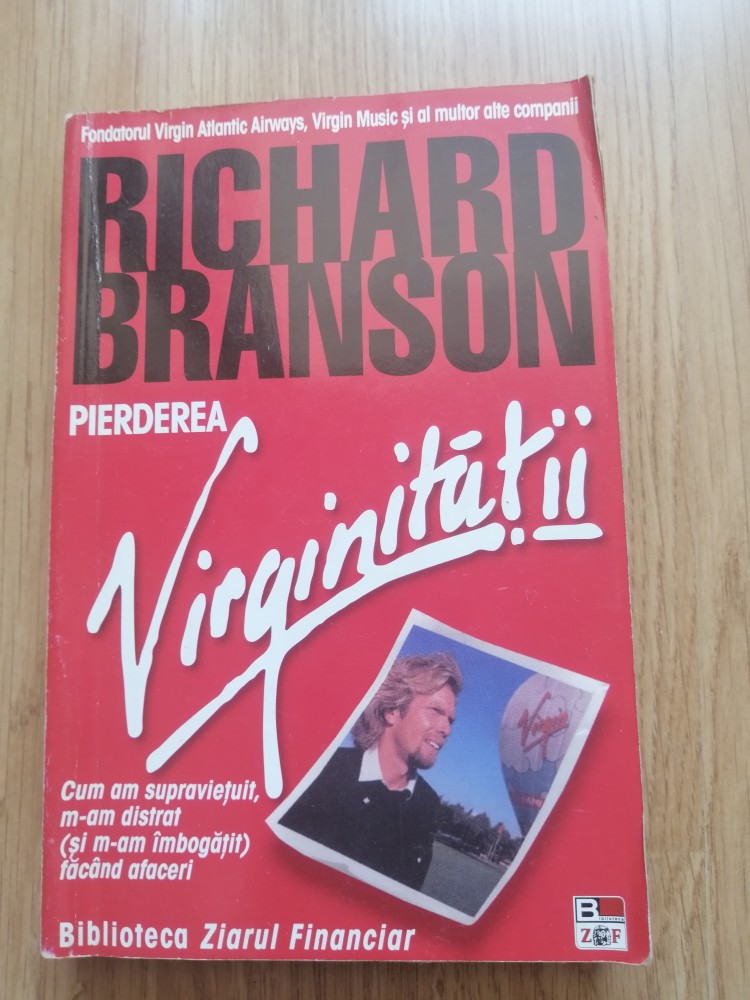 Fondatorul Virgin Atlantic Airways, Virgin Music și al multor alte companii
RICHARD
BRANSON
PIERDEREA
Virginității
Virgin
Cum am supraviețuit,
m-am distrat
(și m-am îmbogățit)
făcând afaceri
Biblioteca Ziarul Financiar
B
Z F